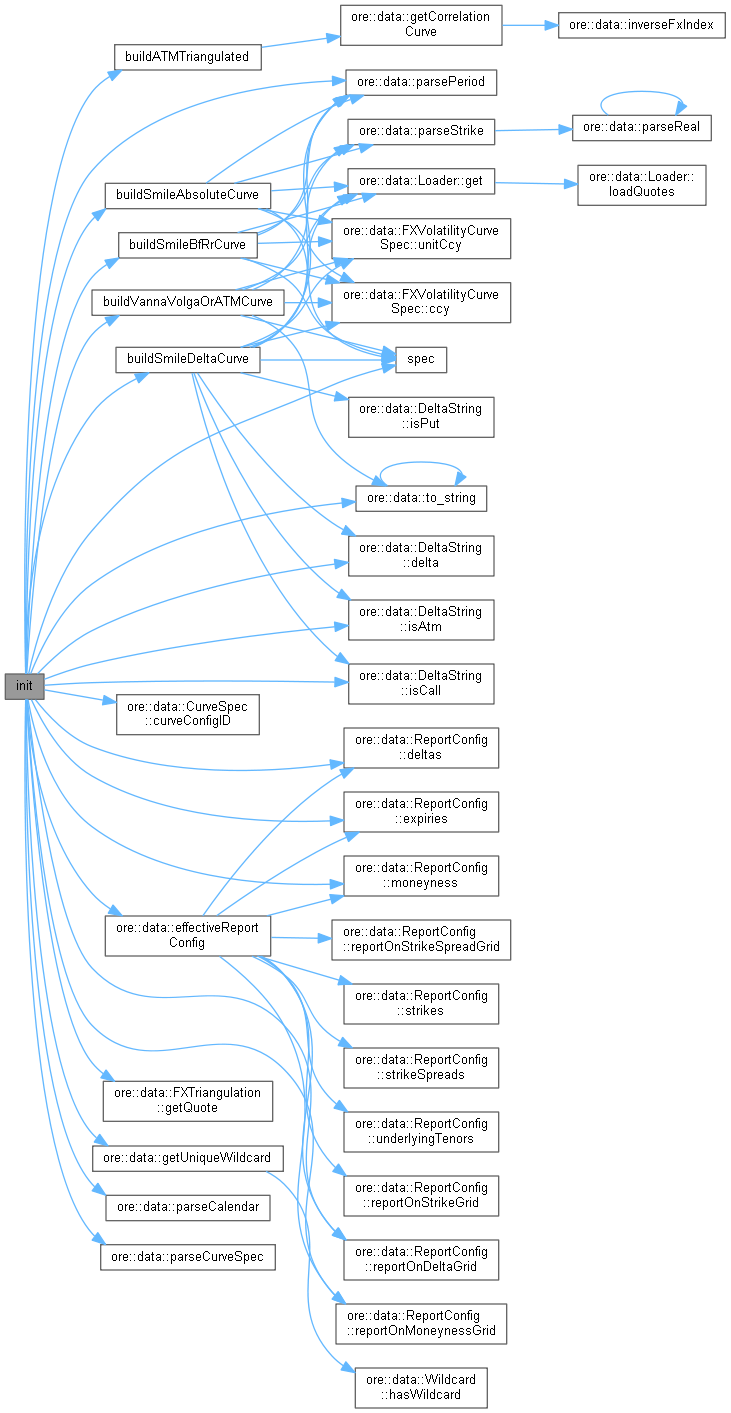 ore::data::getCorrelation
Curve
ore::data::inverseFxIndex
buildATMTriangulated
ore::data::parsePeriod
ore::data::parseStrike
ore::data::parseReal
buildSmileAbsoluteCurve
ore::data::Loader::get
ore::data::Loader::
loadQuotes
buildSmileBfRrCurve
ore::data::FXVolatilityCurve
Spec::unitCcy
buildVannaVolgaOrATMCurve
ore::data::FXVolatilityCurve
Spec::ccy
buildSmileDeltaCurve
spec
ore::data::DeltaString
::isPut
ore::data::to_string
ore::data::DeltaString
::delta
ore::data::DeltaString
::isAtm
ore::data::DeltaString
::isCall
init
ore::data::CurveSpec
::curveConfigID
ore::data::ReportConfig
::deltas
ore::data::ReportConfig
::expiries
ore::data::ReportConfig
::moneyness
ore::data::effectiveReport
Config
ore::data::ReportConfig
::reportOnStrikeSpreadGrid
ore::data::ReportConfig
::strikes
ore::data::ReportConfig
::strikeSpreads
ore::data::FXTriangulation
::getQuote
ore::data::ReportConfig
::underlyingTenors
ore::data::getUniqueWildcard
ore::data::ReportConfig
::reportOnStrikeGrid
ore::data::parseCalendar
ore::data::parseCurveSpec
ore::data::ReportConfig
::reportOnDeltaGrid
ore::data::ReportConfig
::reportOnMoneynessGrid
ore::data::Wildcard
::hasWildcard